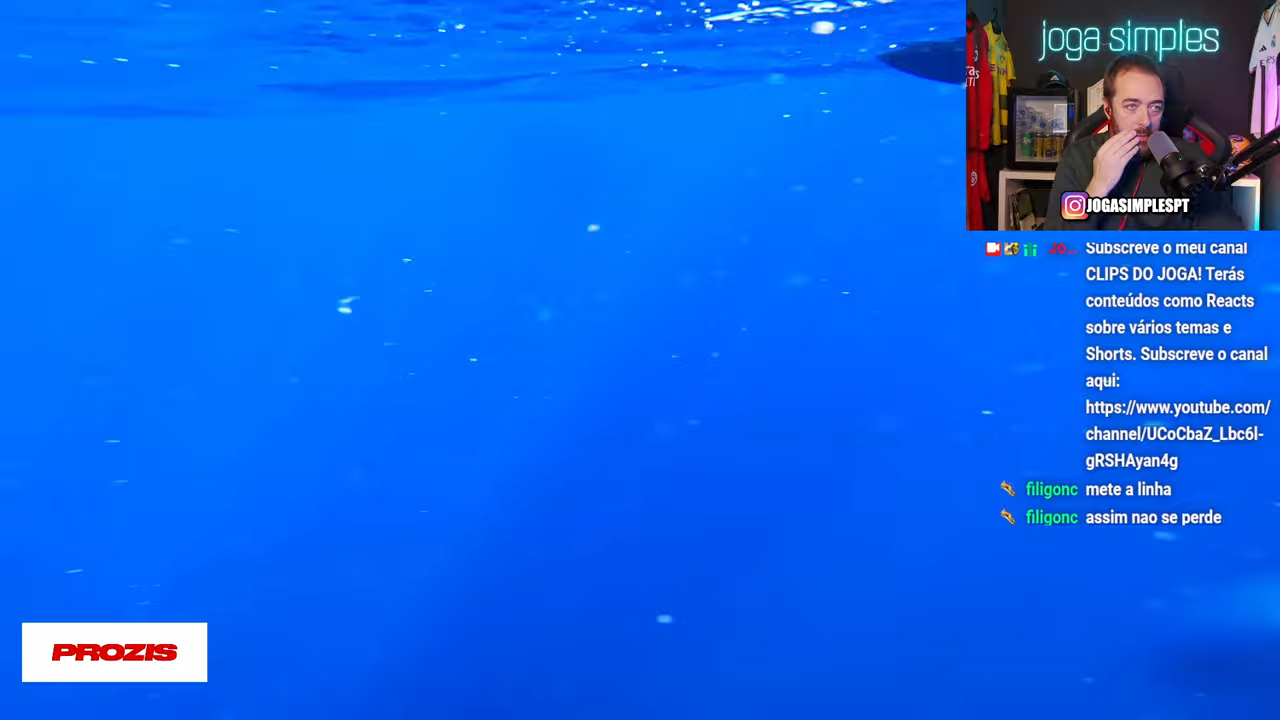 joga simples
JOGASIMPLESPT
JO... Subscreve o meu canal
CLIPS DO JOGA! Terás
conteúdos como Reacts
sobre vários temas e
Shorts. Subscreve o canal
aqui:
https://www.youtube.com/
channel/UCoCbaZ_Lbc6l-
gRSHAyan4g
filigonc mete a linha
filigonc assim nao se perde
PROZIS